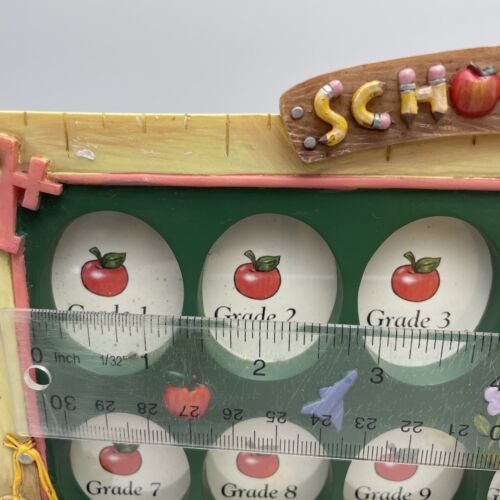 SCH
Grade 1
Grade 2
Grade 3
0 Inch 1/32" 1 2 3
30 29 28 27 26 25 24 23 22 21
Grade 7
Grade 8
Grade 9